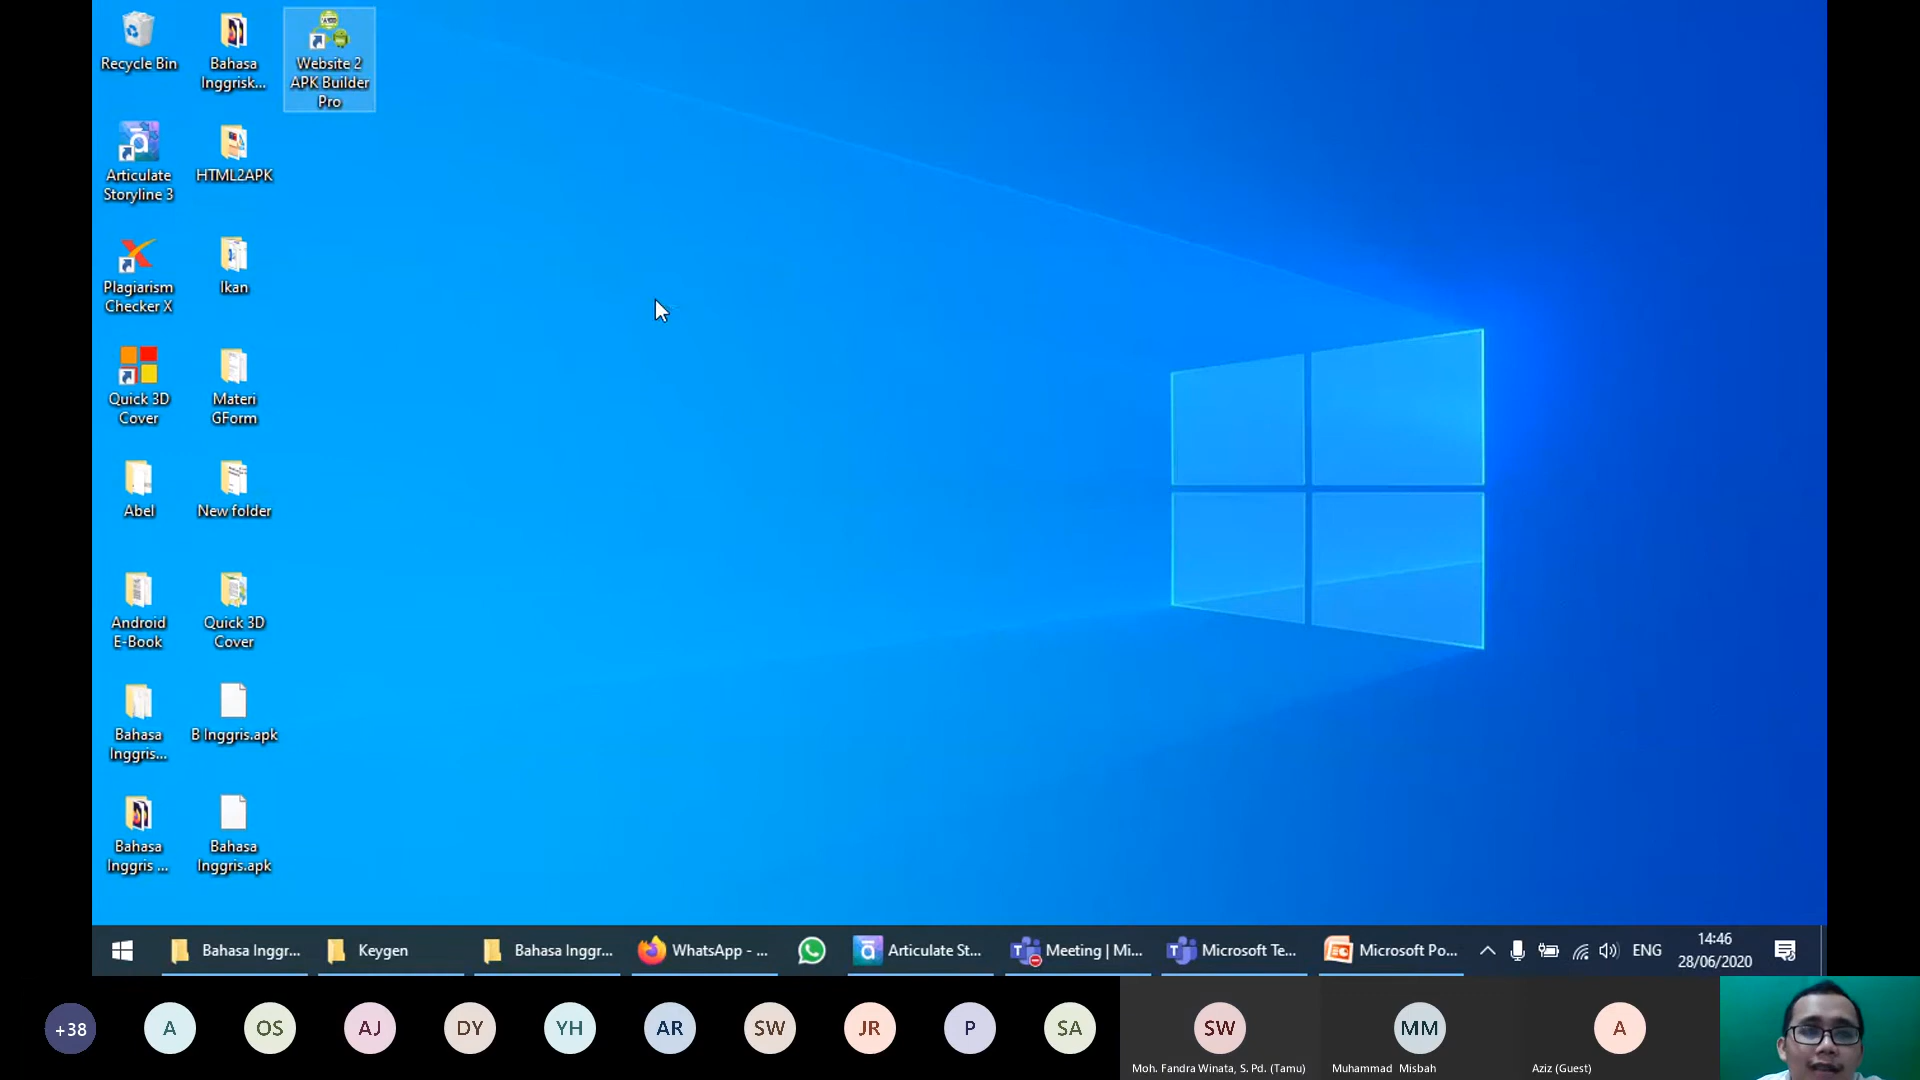 Recycle Bin
Bahasa
Inggrisk...
Website 2
APK Builder
Pro
Articulate
Storyline 3
HTML2APK
Plagiarism
Checker X
Ikan
Quick 3D
Cover
Materi
GForm
Abel
New folder
Android
E-Book
Quick 3D
Cover
Bahasa
Inggris...
B Inggris.apk
Bahasa
Inggris ...
Bahasa
Inggris.apk
Bahasa Inggr...
Keygen
Bahasa Inggr...
WhatsApp - ...
Articulate St...
Meeting | Mi...
Microsoft Te...
Microsoft Po...
ENG
14:46
28/06/2020
+38
A
OS
AJ
DY
YH
AR
SW
JR
P
SA
SW
MM
A
Moh. Fandra Winata, S. Pd. (Tamu)
Muhammad Misbah
Aziz (Guest)